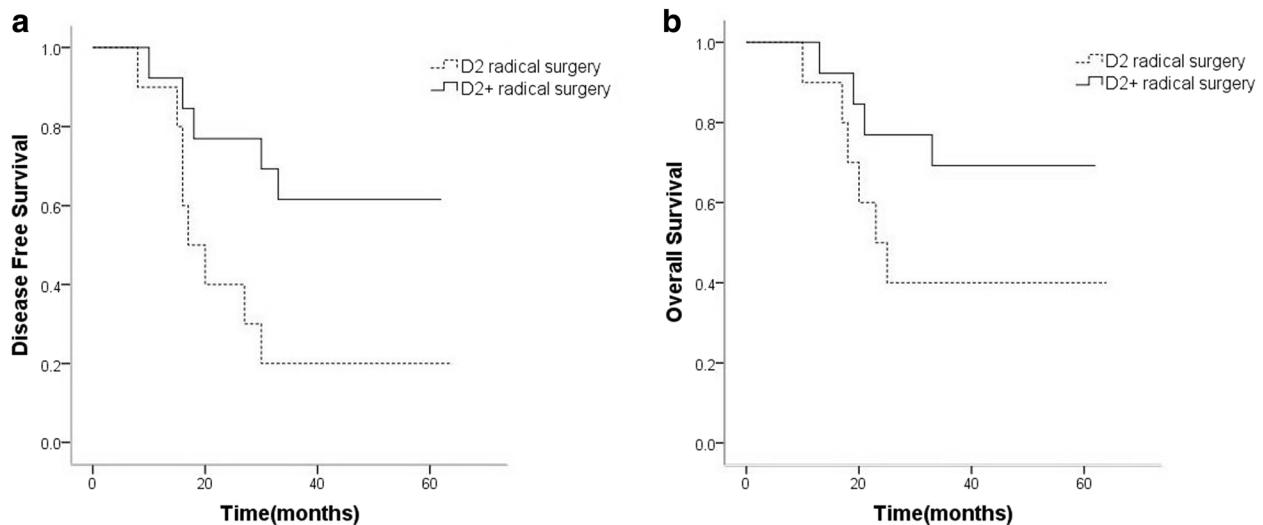 a
1.0
0.8
0.6
0.4
0.2
0.0
Disease Free Survival
D2 radical surgery
D2+ radical surgery
0 20 40 60
Time(months)
b
1.0
0.8
0.6
0.4
0.2
0.0
Overall Survival
D2 radical surgery
D2+ radical surgery
0 20 40 60
Time(months)